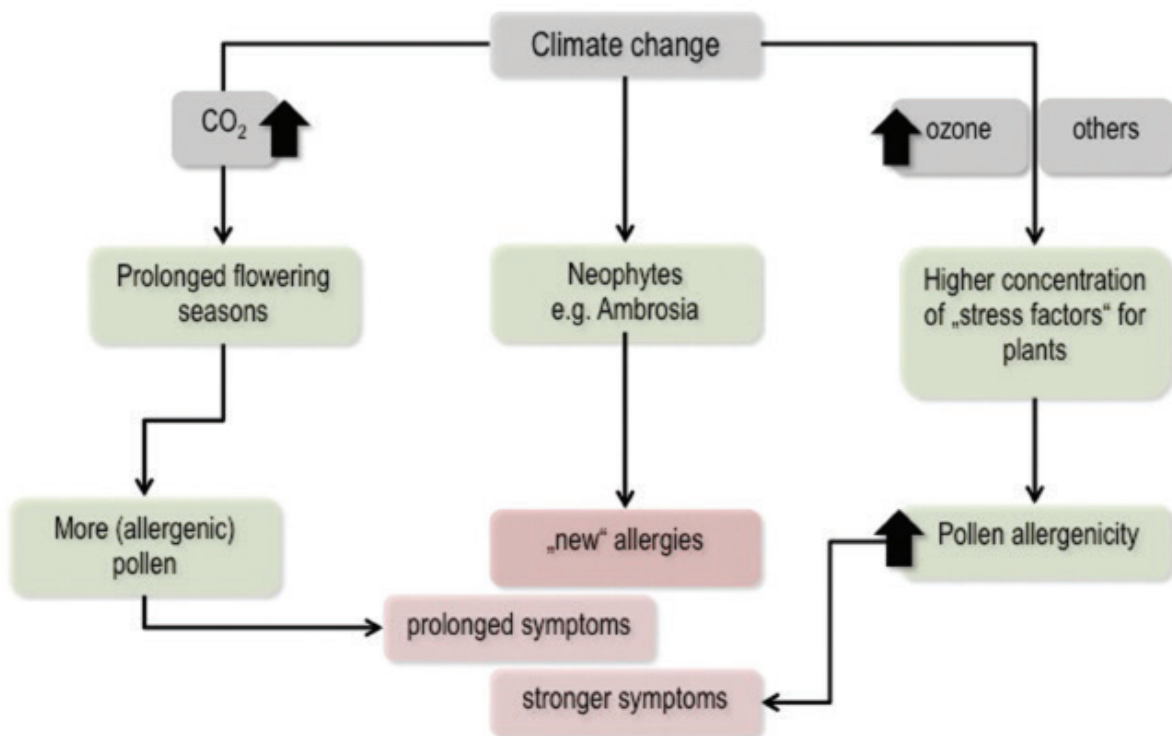 Climate change
CO₂
ozone
others
Prolonged flowering
seasons
Neophytes
e.g. Ambrosia
Higher concentration
of „stress factors“ for
plants
More (allergenic)
pollen
„new“ allergies
Pollen allergenicity
prolonged symptoms
stronger symptoms